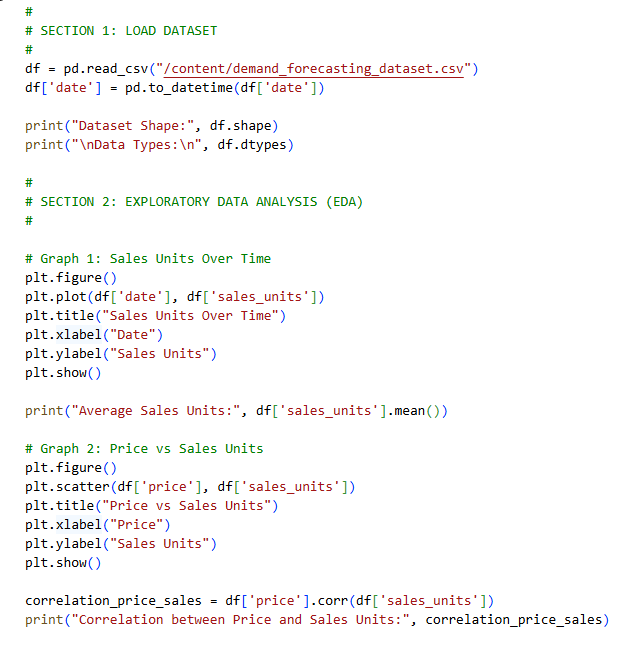 #
# SECTION 1: LOAD DATASET
#
df = pd.read_csv("/content/demand_forecasting_dataset.csv")
df['date'] = pd.to_datetime(df['date'])
print("Dataset Shape:", df.shape)
print("\nData Types:\n", df.dtypes)
#
# SECTION 2: EXPLORATORY DATA ANALYSIS (EDA)
#
# Graph 1: Sales Units Over Time
plt.figure()
plt.plot(df['date'], df['sales_units'])
plt.title("Sales Units Over Time")
plt.xlabel("Date")
plt.ylabel("Sales Units")
plt.show()
print("Average Sales Units:", df['sales_units'].mean())
# Graph 2: Price vs Sales Units
plt.figure()
plt.scatter(df['price'], df['sales_units'])
plt.title("Price vs Sales Units")
plt.xlabel("Price")
plt.ylabel("Sales Units")
plt.show()
correlation_price_sales = df['price'].corr(df['sales_units'])
print("Correlation between Price and Sales Units:", correlation_price_sales)